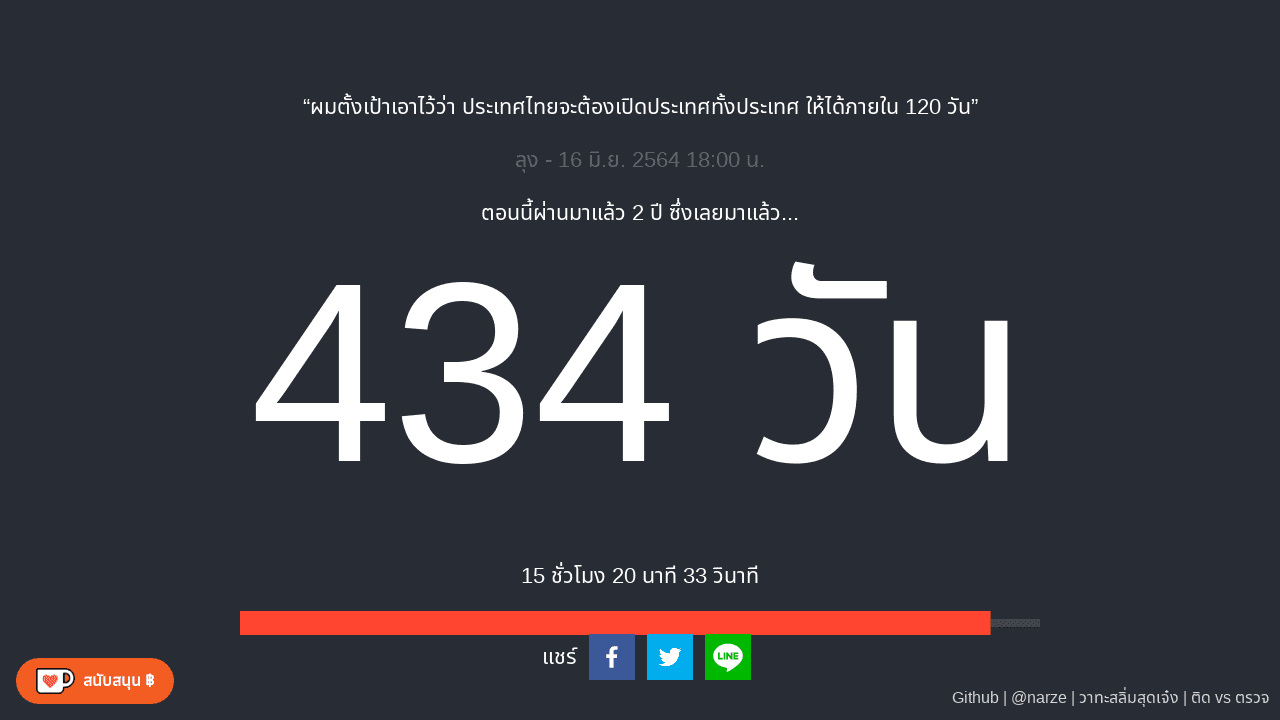 “ผมตั้งเป้าเอาไว้ว่า ประเทศไทยจะต้องเปิดประเทศทั้งประเทศ ให้ได้ภายใน 120 วัน”
ลุง - 16 มิ.ย. 2564 18:00 น.
ตอนนี้ผ่านมาแล้ว 2 ปี ซึ่งเลยมาแล้ว...
434 วัน
15 ชั่วโมง 20 นาที 33 วินาที
แชร์
LINE
สนับสนุน ฿
Github | @narze | วาทะสลิ่มสุดเจ๋ง | ติด vs ตรวจ